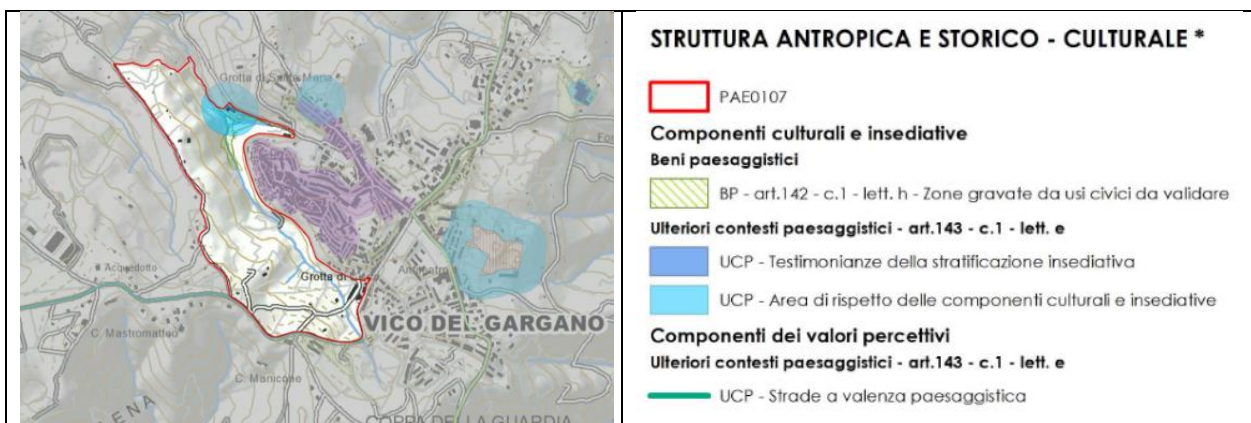 Grotta di Santa Maria
Acquedotto
Grotta di
C. Mastromatteo
VICO DEL GARGANO
C. Manicone
COPPA DELLA GUARDIA
STRUTTURA ANTROPICA E STORICO - CULTURALE *
PAE0107
Componenti culturali e insediative
Beni paesaggistici
BP - art.142 - c.1 - lett. h - Zone gravate da usi civici da validare
Ulteriori contesti paesaggistici - art.143 - c.1 - lett. e
UCP - Testimonianze della stratificazione insediativa
UCP - Area di rispetto delle componenti culturali e insediative
Componenti dei valori percettivi
Ulteriori contesti paesaggistici - art.143 - c.1 - lett. e
UCP - Strade a valenza paesaggistica